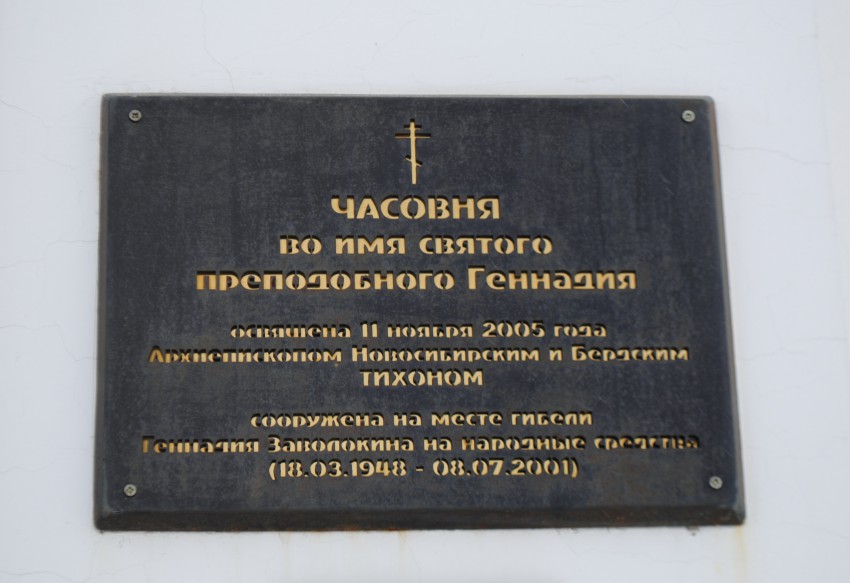 ЧАСОВНЯ
ВО ИМЯ СВЯТОГО
ПРЕПОДОБНОГО ГЕННАДИЯ
освящена 11 ноября 2005 года
Архиепископом Новосибирским и Бердским
ТИХОНОМ
сооружена на месте гибели
Геннадия Заволокина на народные средства
(18.03.1948 - 08.07.2001)